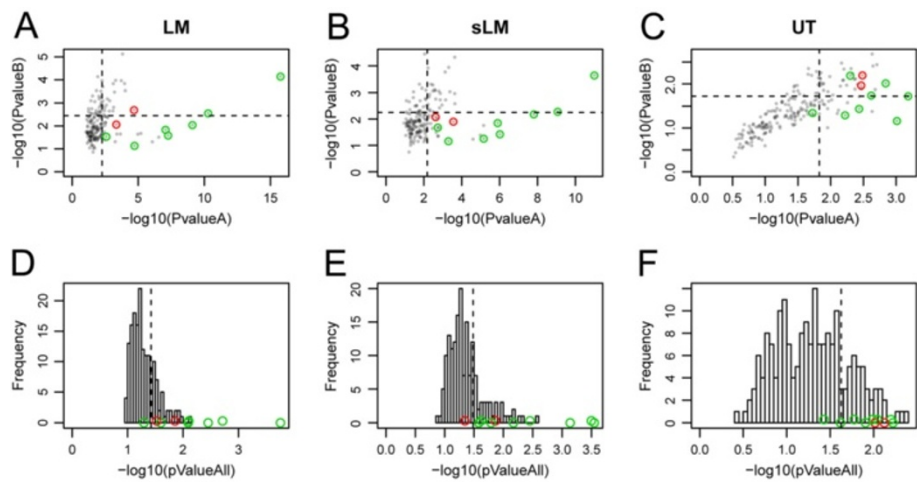 A LM
−log10(PvalueB)
5
4
3
2
1
0
0 5 10 15
−log10(PvalueA)
B sLM
−log10(PvalueB)
5
4
3
2
1
0
0 2 4 6 8 10
−log10(PvalueA)
C UT
−log10(PvalueB)
2.0
1.0
0.0
0.0 0.5 1.0 1.5 2.0 2.5 3.0
−log10(PvalueA)
D
Frequency
20
15
10
5
0
0 1 2 3
−log10(pValueAll)
E
Frequency
20
15
10
5
0
0.0 0.5 1.0 1.5 2.0 2.5 3.0 3.5
−log10(pValueAll)
F
Frequency
10
8
6
4
2
0
0.0 0.5 1.0 1.5 2.0
−log10(pValueAll)